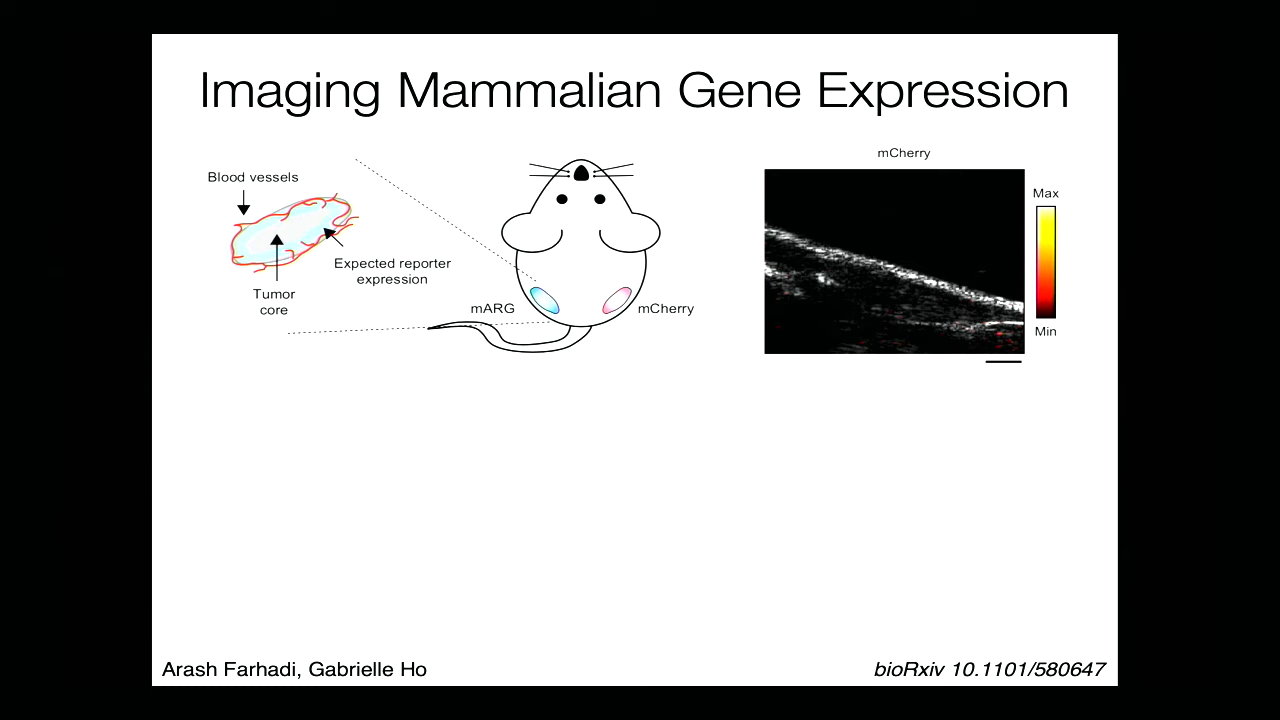 Imaging Mammalian Gene Expression
Blood vessels
Expected reporter
expression
Tumor
core
mARG
mCherry
mCherry
Max
Min
Arash Farhadi, Gabrielle Ho
bioRxiv 10.1101/580647